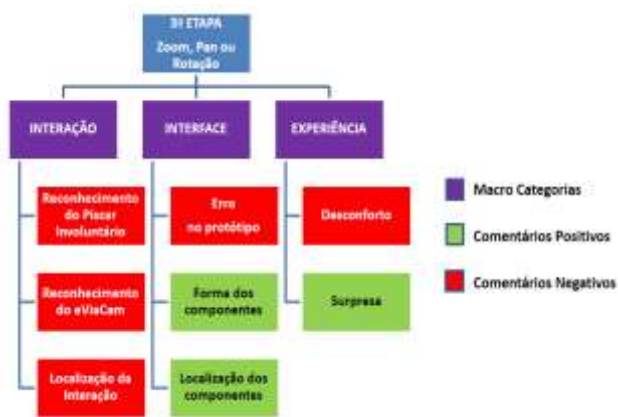 3ª ETAPA
Zoom, Pan ou
Rotação
INTERAÇÃO
INTERFACE
EXPERIÊNCIA
Reconhecimento
do Piscar
Involuntário
Erro
no protótipo
Desconforto
Reconhecimento
do eViaCam
Forma dos
componentes
Surpresa
Localização da
Interação
Localização dos
componentes
Macro Categorias
Comentários Positivos
Comentários Negativos